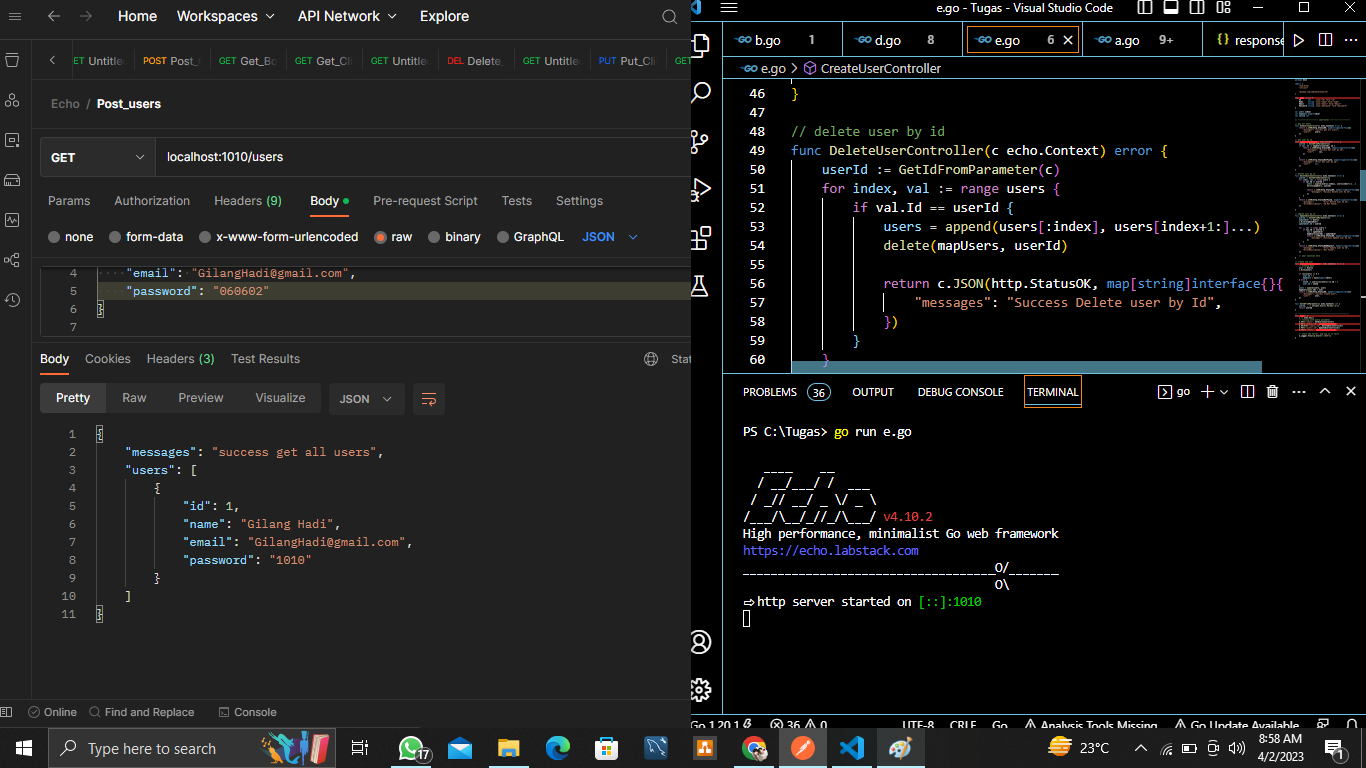 Home Workspaces API Network Explore
ET Untitle POST Post_ GET Get_Bo GET Get_Cl GET Untitle DEL Delete_ GET Untitle PUT Put_Cl GET
Echo / Post_users
GET localhost:1010/users
Params Authorization Headers (9) Body Pre-request Script Tests Settings
none form-data x-www-form-urlencoded raw binary GraphQL JSON
4 "email": "GilangHadi@gmail.com",
5 "password": "060602"
6 }
7
Body Cookies Headers (3) Test Results Stat
Pretty Raw Preview Visualize JSON
1 {
2 "messages": "success get all users",
3 "users": [
4 {
5 "id": 1,
6 "name": "Gilang Hadi",
7 "email": "GilangHadi@gmail.com",
8 "password": "1010"
9 }
10 ]
11 }
Online Find and Replace Console
e.go - Tugas - Visual Studio Code
GO b.go 1 GO d.go 8 GO e.go 6 GO a.go 9+ {} response
GO e.go > CreateUserController
46 }
47
48 // delete user by id
49 func DeleteUserController(c echo.Context) error {
50 userId := GetIdFromParameter(c)
51 for index, val := range users {
52 if val.Id == userId {
53 users = append(users[:index], users[index+1:]...)
54 delete(mapUsers, userId)
55
56 return c.JSON(http.StatusOK, map[string]interface{}{
57 "messages": "Success Delete user by Id",
58 })
59 }
60 }
PROBLEMS 36 OUTPUT DEBUG CONSOLE TERMINAL go
PS C:\Tugas> go run e.go
   ____    __
  / __/___/ /  ___
 / _// __/ _ \/ _ \
/___/\__/_//_/\___/ v4.10.2
High performance, minimalist Go web framework
https://echo.labstack.com
____________________________________O/_______
                                    O\
⇨ http server started on [::]:1010
Go 1.20.1 36 0 UTF-8 CRLF Go Analysis Tools Missing Go Update Available
Type here to search 17 23°C 8:58 AM
4/2/2023 1